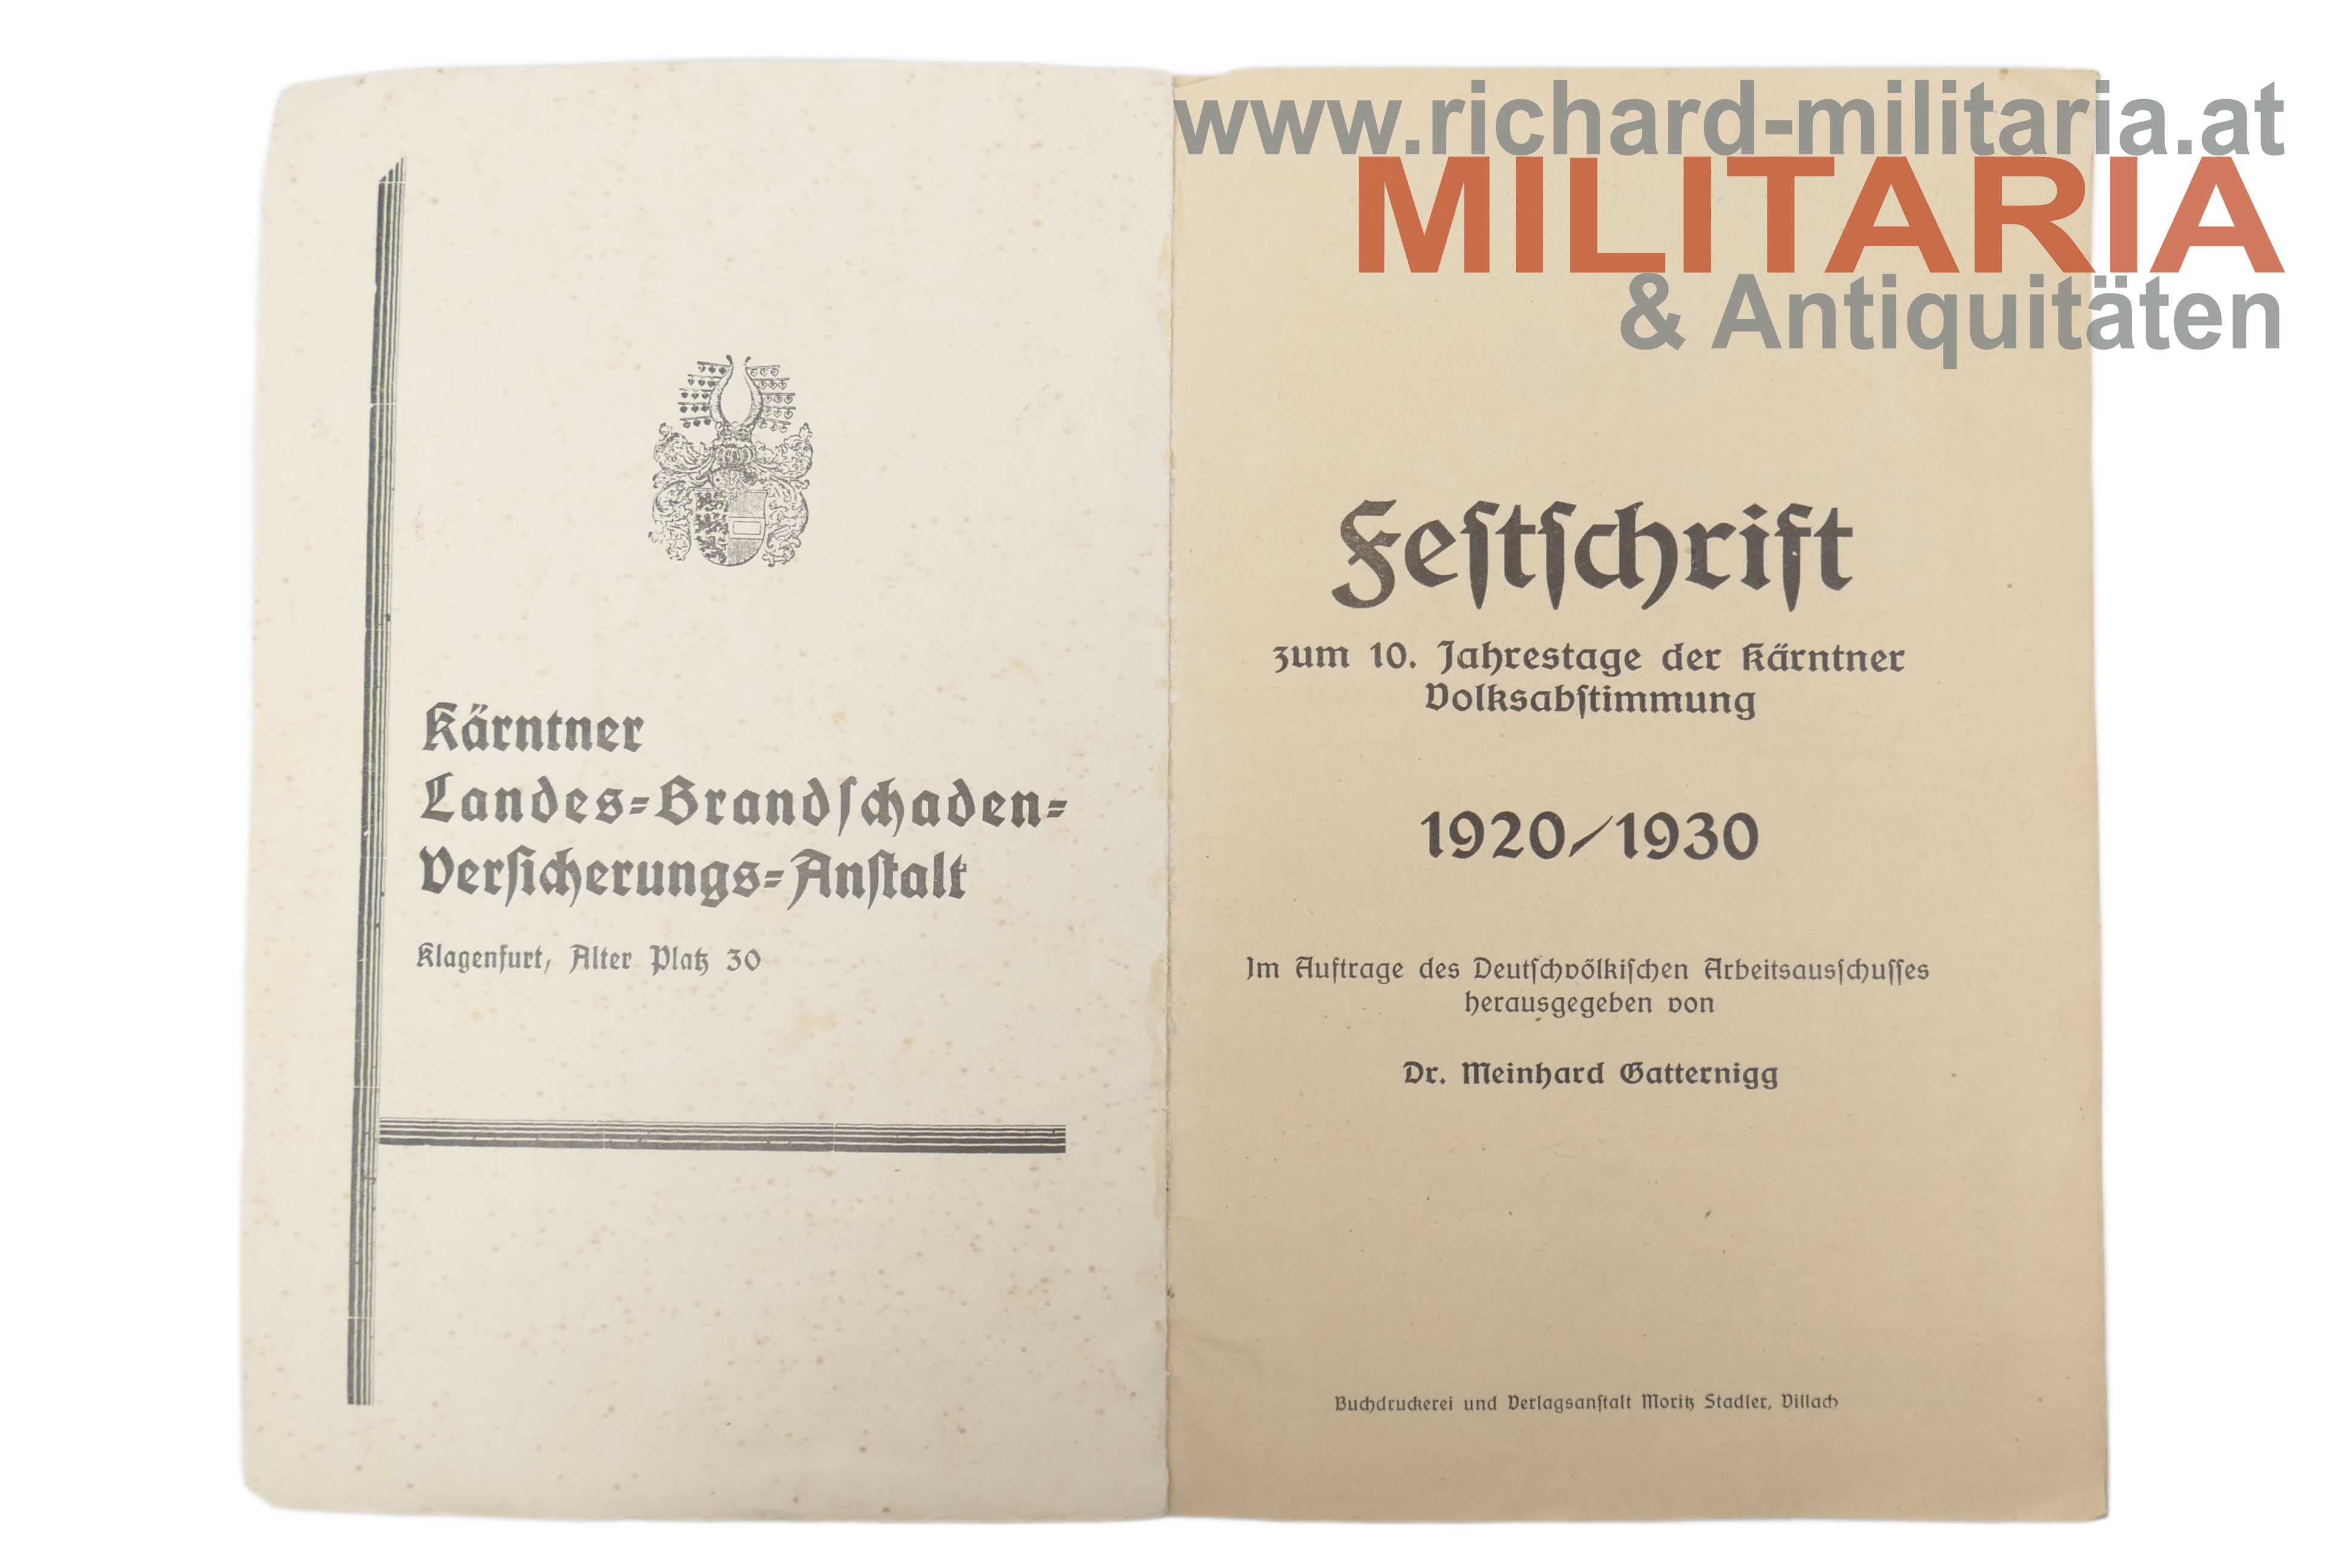 www.richard-militaria.at
MILITARIA
& Antiquitäten
Kärntner
Landes=Brandſchaden=
Verſicherungs=Anſtalt
Klagenfurt, Alter Platz 30
Feſtſchrift
zum 10. Jahrestage der Kärntner
Volksabſtimmung
1920/1930
Im Auftrage des Deutſchvölkiſchen Arbeitsausſchuſſes
herausgegeben von
Dr. Meinhard Gatternigg
Buchdruckerei und Verlagsanſtalt Moritz Stadler, Villach